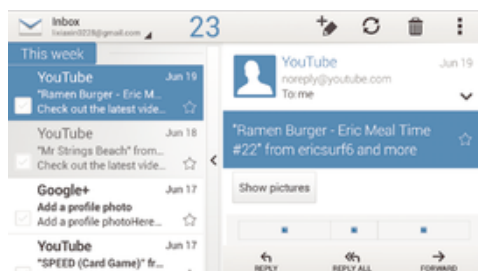 Inbox
23
This week
YouTube Jun 19
"Ramen Burger - Eric M...
Check out the latest vide...
YouTube Jun 18
"Mr Strings Beach" from...
Check out the latest vide...
Google+ Jun 17
Add a profile photo
Add a profile photoHere...
YouTube Jun 17
"SPEED (Card Game)" fr...
YouTube Jun 19
noreply@youtube.com
To: me
"Ramen Burger - Eric Meal Time
#22" from ericsurf6 and more
Show pictures
REPLY REPLY ALL FORWARD